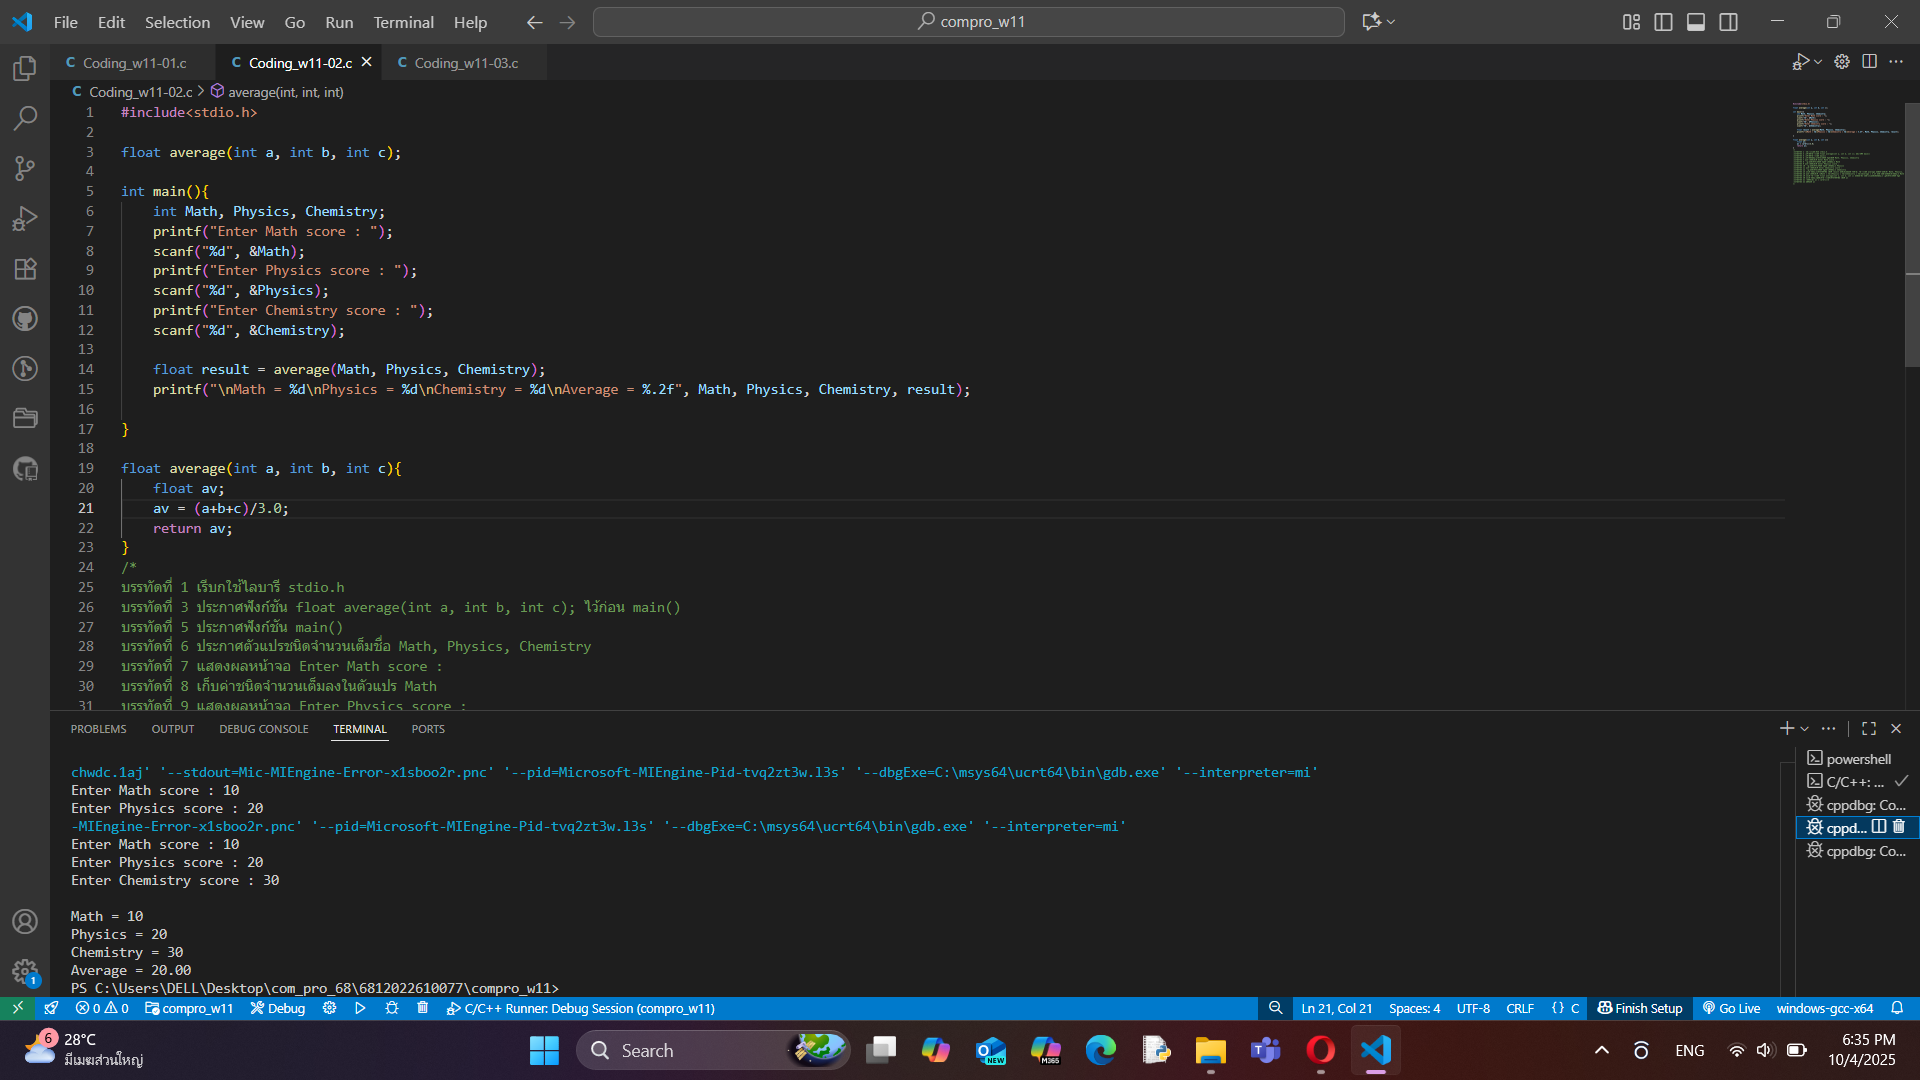 File Edit Selection View Go Run Terminal Help compro_w11
Coding_w11-01.c Coding_w11-02.c Coding_w11-03.c
Coding_w11-02.c > average(int, int, int)
1 #include<stdio.h>
2
3 float average(int a, int b, int c);
4
5 int main(){
6 int Math, Physics, Chemistry;
7 printf("Enter Math score : ");
8 scanf("%d", &Math);
9 printf("Enter Physics score : ");
10 scanf("%d", &Physics);
11 printf("Enter Chemistry score : ");
12 scanf("%d", &Chemistry);
13
14 float result = average(Math, Physics, Chemistry);
15 printf("\nMath = %d\nPhysics = %d\nChemistry = %d\nAverage = %.2f", Math, Physics, Chemistry, result);
16
17 }
18
19 float average(int a, int b, int c){
20 float av;
21 av = (a+b+c)/3.0;
22 return av;
23 }
24 /*
25 บรรทัดที่ 1 เรีบกใช้ไลบารี stdio.h
26 บรรทัดที่ 3 ประกาศฟังก์ชัน float average(int a, int b, int c); ไว้ก่อน main()
27 บรรทัดที่ 5 ประกาศฟังก์ชัน main()
28 บรรทัดที่ 6 ประกาศตัวแปรชนิดจำนวนเต็มชื่อ Math, Physics, Chemistry
29 บรรทัดที่ 7 แสดงผลหน้าจอ Enter Math score :
30 บรรทัดที่ 8 เก็บค่าชนิดจำนวนเต็มลงในตัวแปร Math
31 บรรทัดที่ 9 แสดงผลหน้าจอ Enter Physics score :
PROBLEMS OUTPUT DEBUG CONSOLE TERMINAL PORTS
chwdc.1aj' '--stdout=Mic-MIEngine-Error-x1sboo2r.pnc' '--pid=Microsoft-MIEngine-Pid-tvq2zt3w.l3s' '--dbgExe=C:\msys64\ucrt64\bin\gdb.exe' '--interpreter=mi'
Enter Math score : 10
Enter Physics score : 20
-MIEngine-Error-x1sboo2r.pnc' '--pid=Microsoft-MIEngine-Pid-tvq2zt3w.l3s' '--dbgExe=C:\msys64\ucrt64\bin\gdb.exe' '--interpreter=mi'
Enter Math score : 10
Enter Physics score : 20
Enter Chemistry score : 30
Math = 10
Physics = 20
Chemistry = 30
Average = 20.00
PS C:\Users\DELL\Desktop\com_pro_68\6812022610077\compro_w11>
powershell
C/C++: ...
cppdbg: Co...
cppd...
cppdbg: Co...
1
0 0 compro_w11 Debug C/C++ Runner: Debug Session (compro_w11) Ln 21, Col 21 Spaces: 4 UTF-8 CRLF {} C Finish Setup Go Live windows-gcc-x64
6 28°C
มีเมฆส่วนใหญ่
Search
NEW
M365
ENG
6:35 PM
10/4/2025